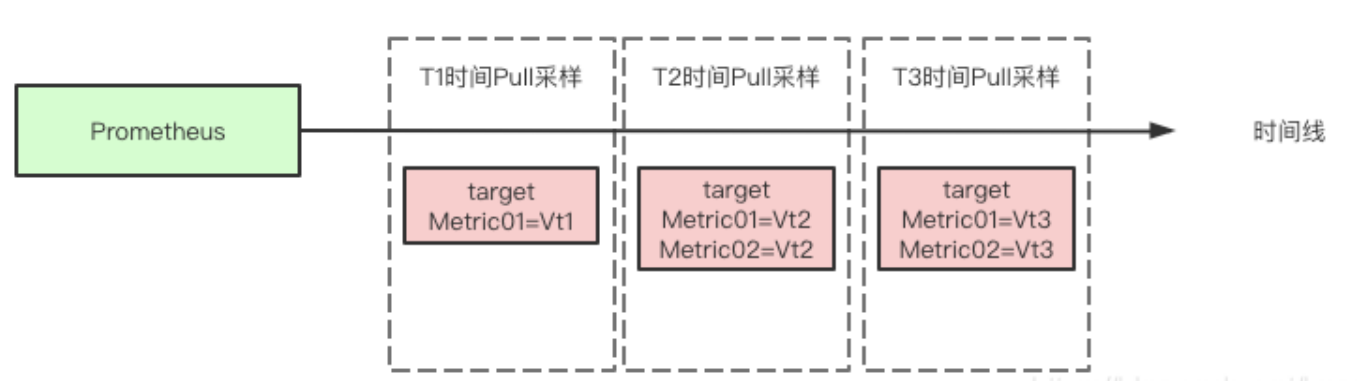 T1时间Pull采样
T2时间Pull采样
T3时间Pull采样
Prometheus
时间线
target
Metric01=Vt1
target
Metric01=Vt2
Metric02=Vt2
target
Metric01=Vt3
Metric02=Vt3